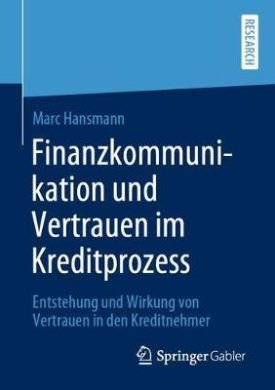 RESEARCH
Marc Hansmann
Finanzkommuni-
kation und
Vertrauen im
Kreditprozess
Entstehung und Wirkung von
Vertrauen in den Kreditnehmer
Springer Gabler